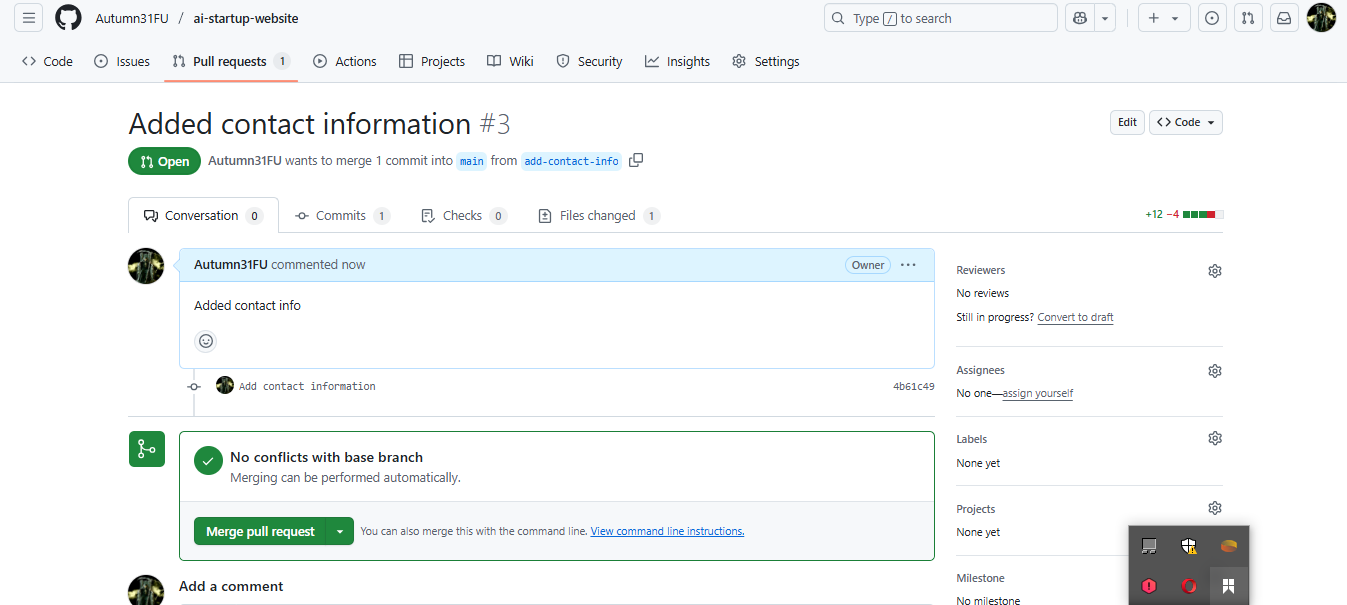 Autumn31FU / ai-startup-website
Type / to search
Code Issues Pull requests 1 Actions Projects Wiki Security Insights Settings
Added contact information #3
Edit Code
Open Autumn31FU wants to merge 1 commit into main from add-contact-info
Conversation 0 Commits 1 Checks 0 Files changed 1
+12 −4
Autumn31FU commented now
Owner
Added contact info
Add contact information
4b61c49
No conflicts with base branch
Merging can be performed automatically.
Merge pull request You can also merge this with the command line. View command line instructions.
Add a comment
Reviewers
No reviews
Still in progress? Convert to draft
Assignees
No one—assign yourself
Labels
None yet
Projects
None yet
Milestone
No milestone